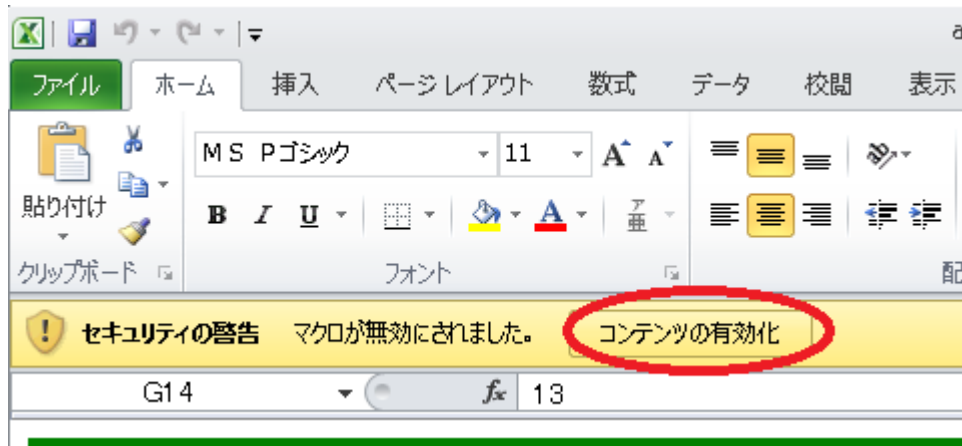 a
ファイル ホーム 挿入 ページ レイアウト 数式 データ 校閲 表示
ＭＳ Ｐゴシック 11 A A
貼り付け B I U A ア亜
クリップボード フォント 配
セキュリティの警告 マクロが無効にされました。 コンテンツの有効化
G14 fx 13